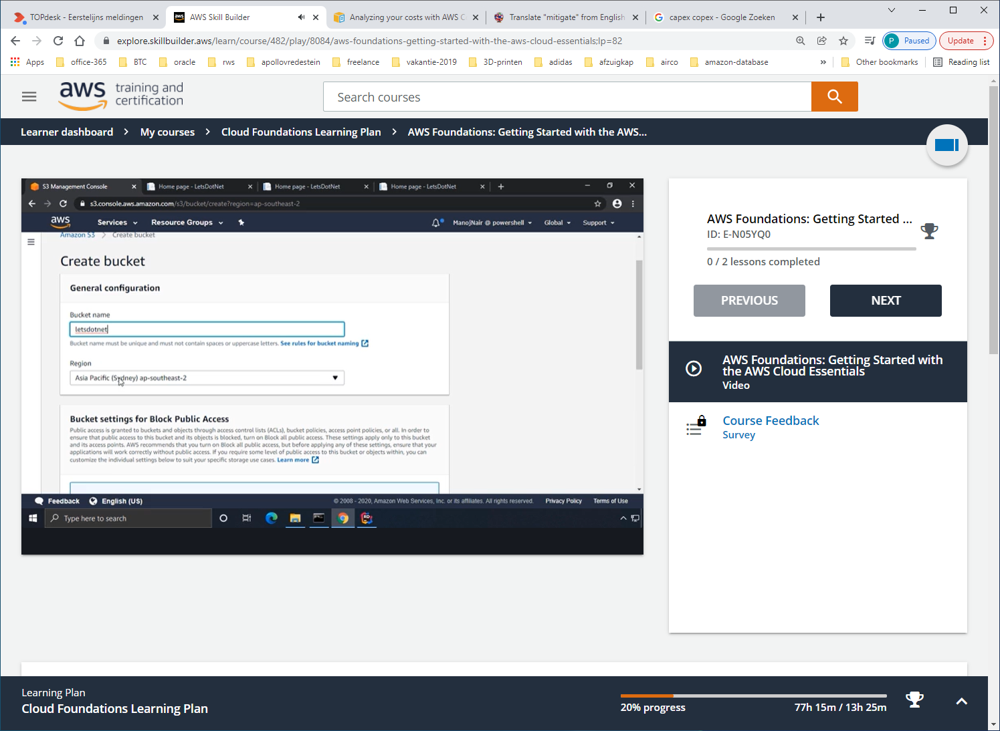 TOPdesk - Eerstelijns meldingen
AWS Skill Builder
Analyzing your costs with AWS C
Translate "mitigate" from English
capex copex - Google Zoeken
explore.skillbuilder.aws/learn/course/482/play/8084/aws-foundations-getting-started-with-the-aws-cloud-essentials;lp=82
P Paused
Update
Apps
office-365
BTC
oracle
rws
apollovredestein
freelance
vakantie-2019
3D-printen
adidas
afzuigkap
airco
amazon-database
»
Other bookmarks
Reading list
aws training and certification
Search courses
Learner dashboard > My courses > Cloud Foundations Learning Plan > AWS Foundations: Getting Started with the AWS...
S3 Management Console
Home page - LetsDotNet
Home page - LetsDotNet
Home page - LetsDotNet
s3.console.aws.amazon.com/s3/bucket/create?region=ap-southeast-2
aws
Services
Resource Groups
ManojNair @ powershell
Global
Support
Amazon S3 > Create bucket
Create bucket
General configuration
Bucket name
letsdotnet
Bucket name must be unique and must not contain spaces or uppercase letters. See rules for bucket naming
Region
Asia Pacific (Sydney) ap-southeast-2
Bucket settings for Block Public Access
Public access is granted to buckets and objects through access control lists (ACLs), bucket policies, access point policies, or all. In order to
ensure that public access to this bucket and its objects is blocked, turn on Block all public access. These settings apply only to this bucket
and its access points. AWS recommends that you turn on Block all public access, but before applying any of these settings, ensure that your
applications will work correctly without public access. If you require some level of public access to this bucket or objects within, you can
customize the individual settings below to suit your specific storage use cases. Learn more
Feedback
English (US)
© 2008 - 2020, Amazon Web Services, Inc. or its affiliates. All rights reserved.
Privacy Policy
Terms of Use
Type here to search
RD
AWS Foundations: Getting Started ...
ID: E-N05YQ0
0 / 2 lessons completed
PREVIOUS
NEXT
AWS Foundations: Getting Started with
the AWS Cloud Essentials
Video
Course Feedback
Survey
Learning Plan
Cloud Foundations Learning Plan
20% progress
77h 15m / 13h 25m